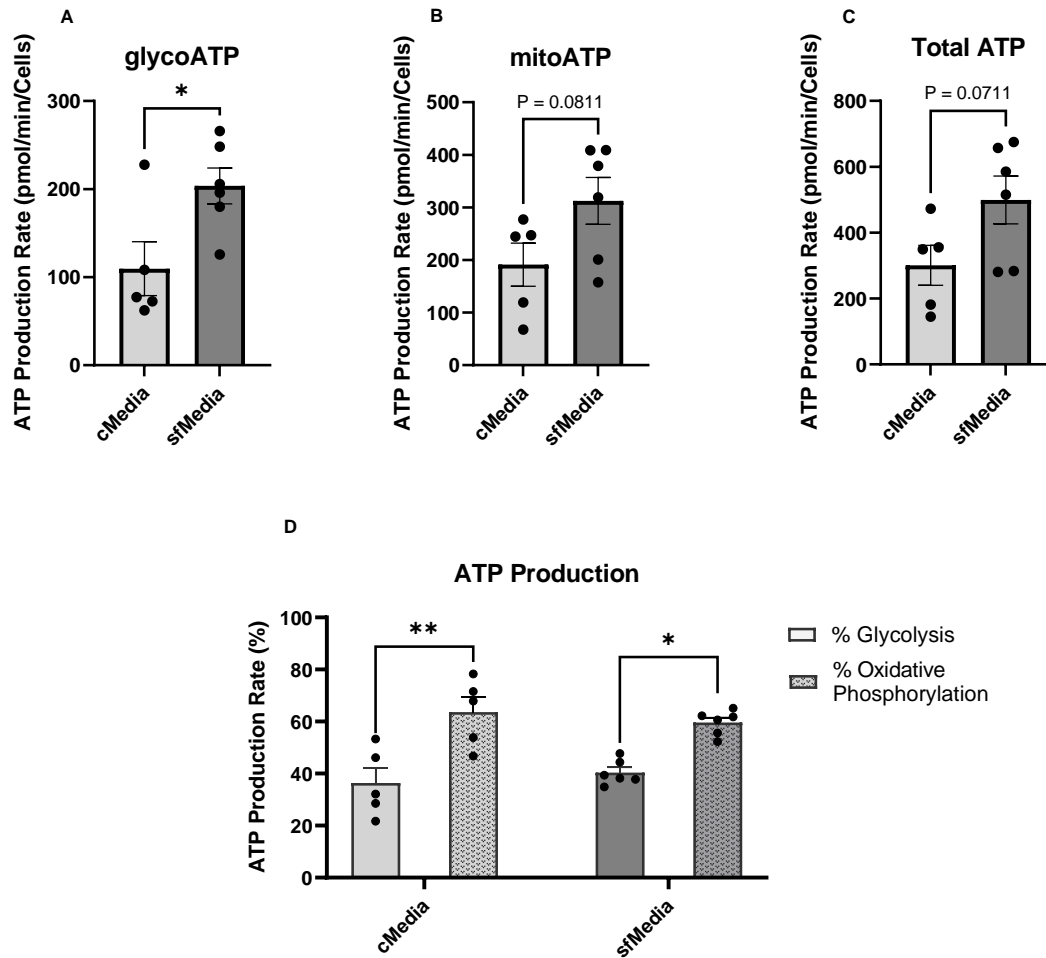 A
glycoATP
ATP Production Rate (pmol/min/Cells)
300
200
100
0
*
cMedia
sfMedia
B
mitoATP
ATP Production Rate (pmol/min/Cells)
500
400
300
200
100
0
P = 0.0811
cMedia
sfMedia
C
Total ATP
ATP Production Rate (pmol/min/Cells)
800
600
400
200
0
P = 0.0711
cMedia
sfMedia
D
ATP Production
ATP Production Rate (%)
100
80
60
40
20
0
**
*
cMedia
sfMedia
% Glycolysis
% Oxidative
Phosphorylation